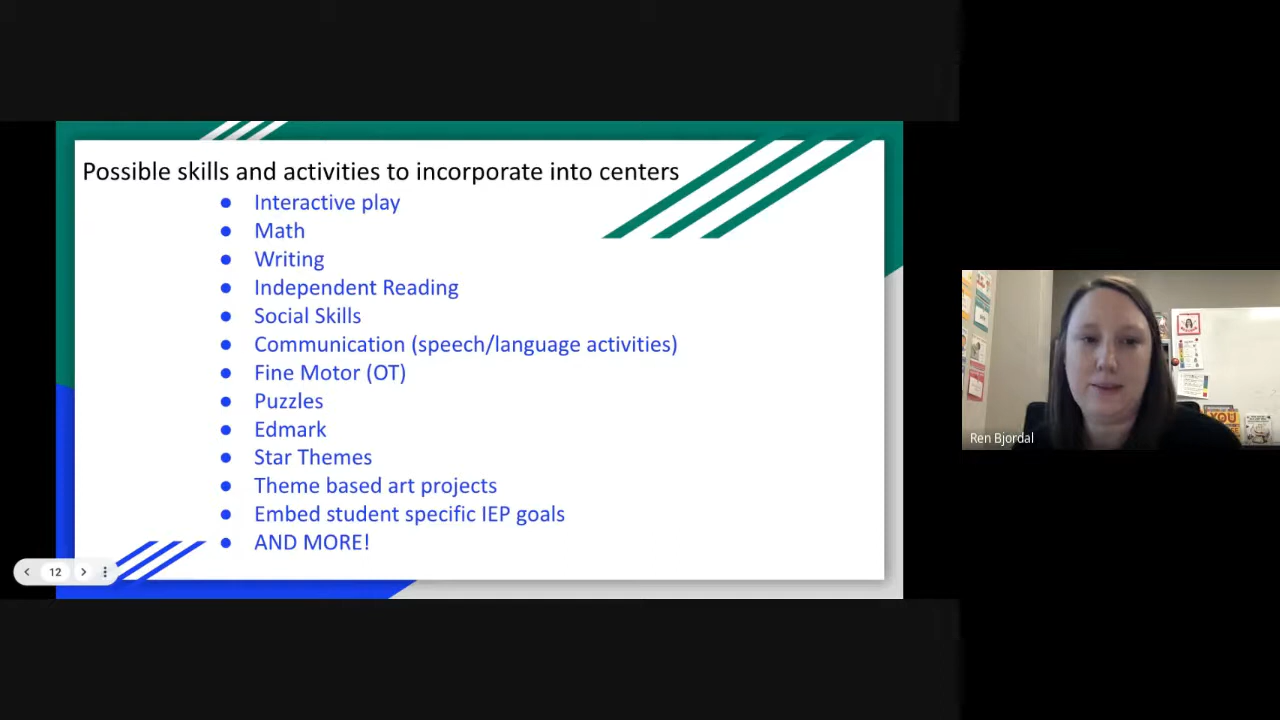 Possible skills and activities to incorporate into centers
● Interactive play
● Math
● Writing
● Independent Reading
● Social Skills
● Communication (speech/language activities)
● Fine Motor (OT)
● Puzzles
● Edmark
● Star Themes
● Theme based art projects
● Embed student specific IEP goals
● AND MORE!
12
YOU
Ren Bjordal